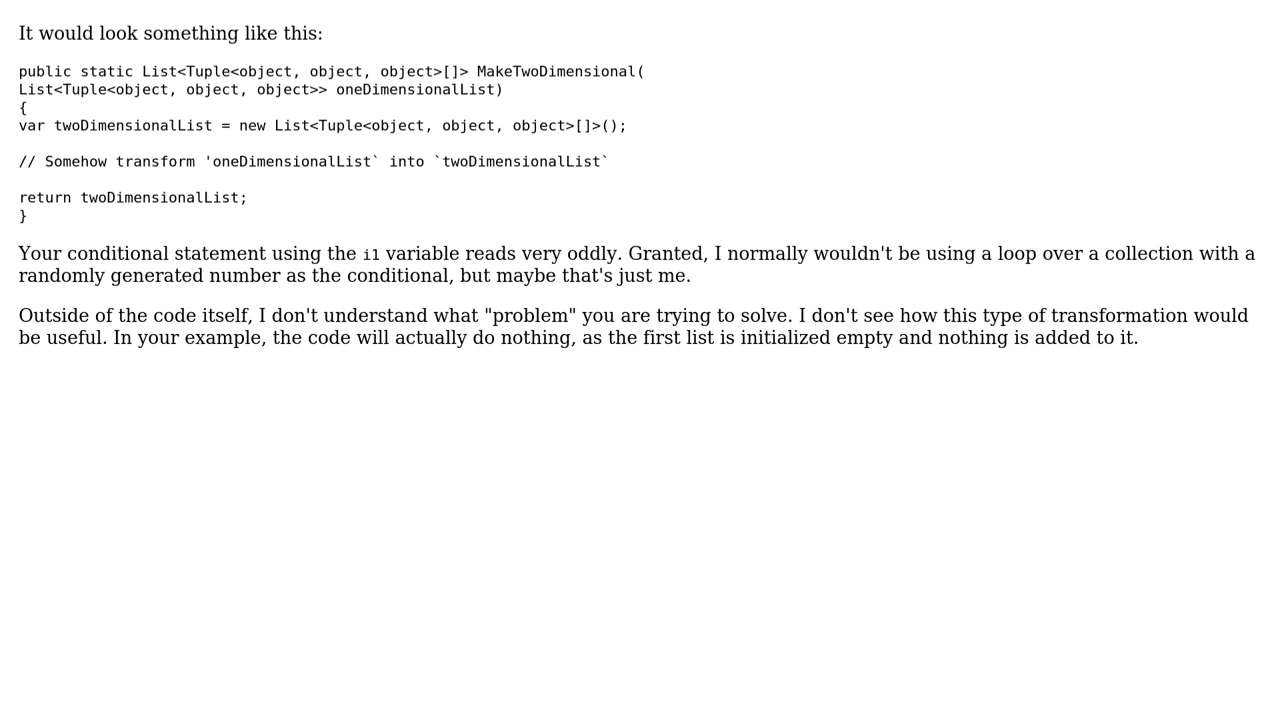 It would look something like this:
public static List<Tuple<object, object, object>[]> MakeTwoDimensional(
List<Tuple<object, object, object>> oneDimensionalList)
{
var twoDimensionalList = new List<Tuple<object, object, object>[]>();
// Somehow transform 'oneDimensionalList` into `twoDimensionalList`
return twoDimensionalList;
}
Your conditional statement using the i1 variable reads very oddly. Granted, I normally wouldn't be using a loop over a collection with a
randomly generated number as the conditional, but maybe that's just me.
Outside of the code itself, I don't understand what "problem" you are trying to solve. I don't see how this type of transformation would
be useful. In your example, the code will actually do nothing, as the first list is initialized empty and nothing is added to it.